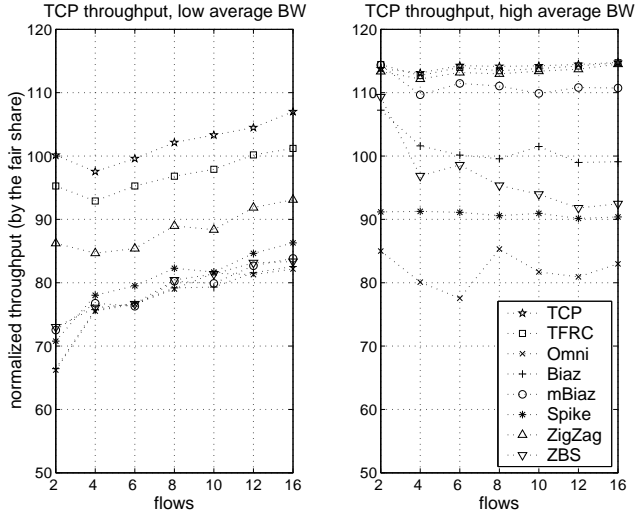 TCP throughput, low average BW
TCP throughput, high average BW
normalized throughput (by the fair share)
120
110
100
90
80
70
60
50
2 4 6 8 10 12 16
flows
120
110
100
90
80
70
60
50
2 4 6 8 10 12 16
flows
TCP
TFRC
Omni
Biaz
mBiaz
Spike
ZigZag
ZBS